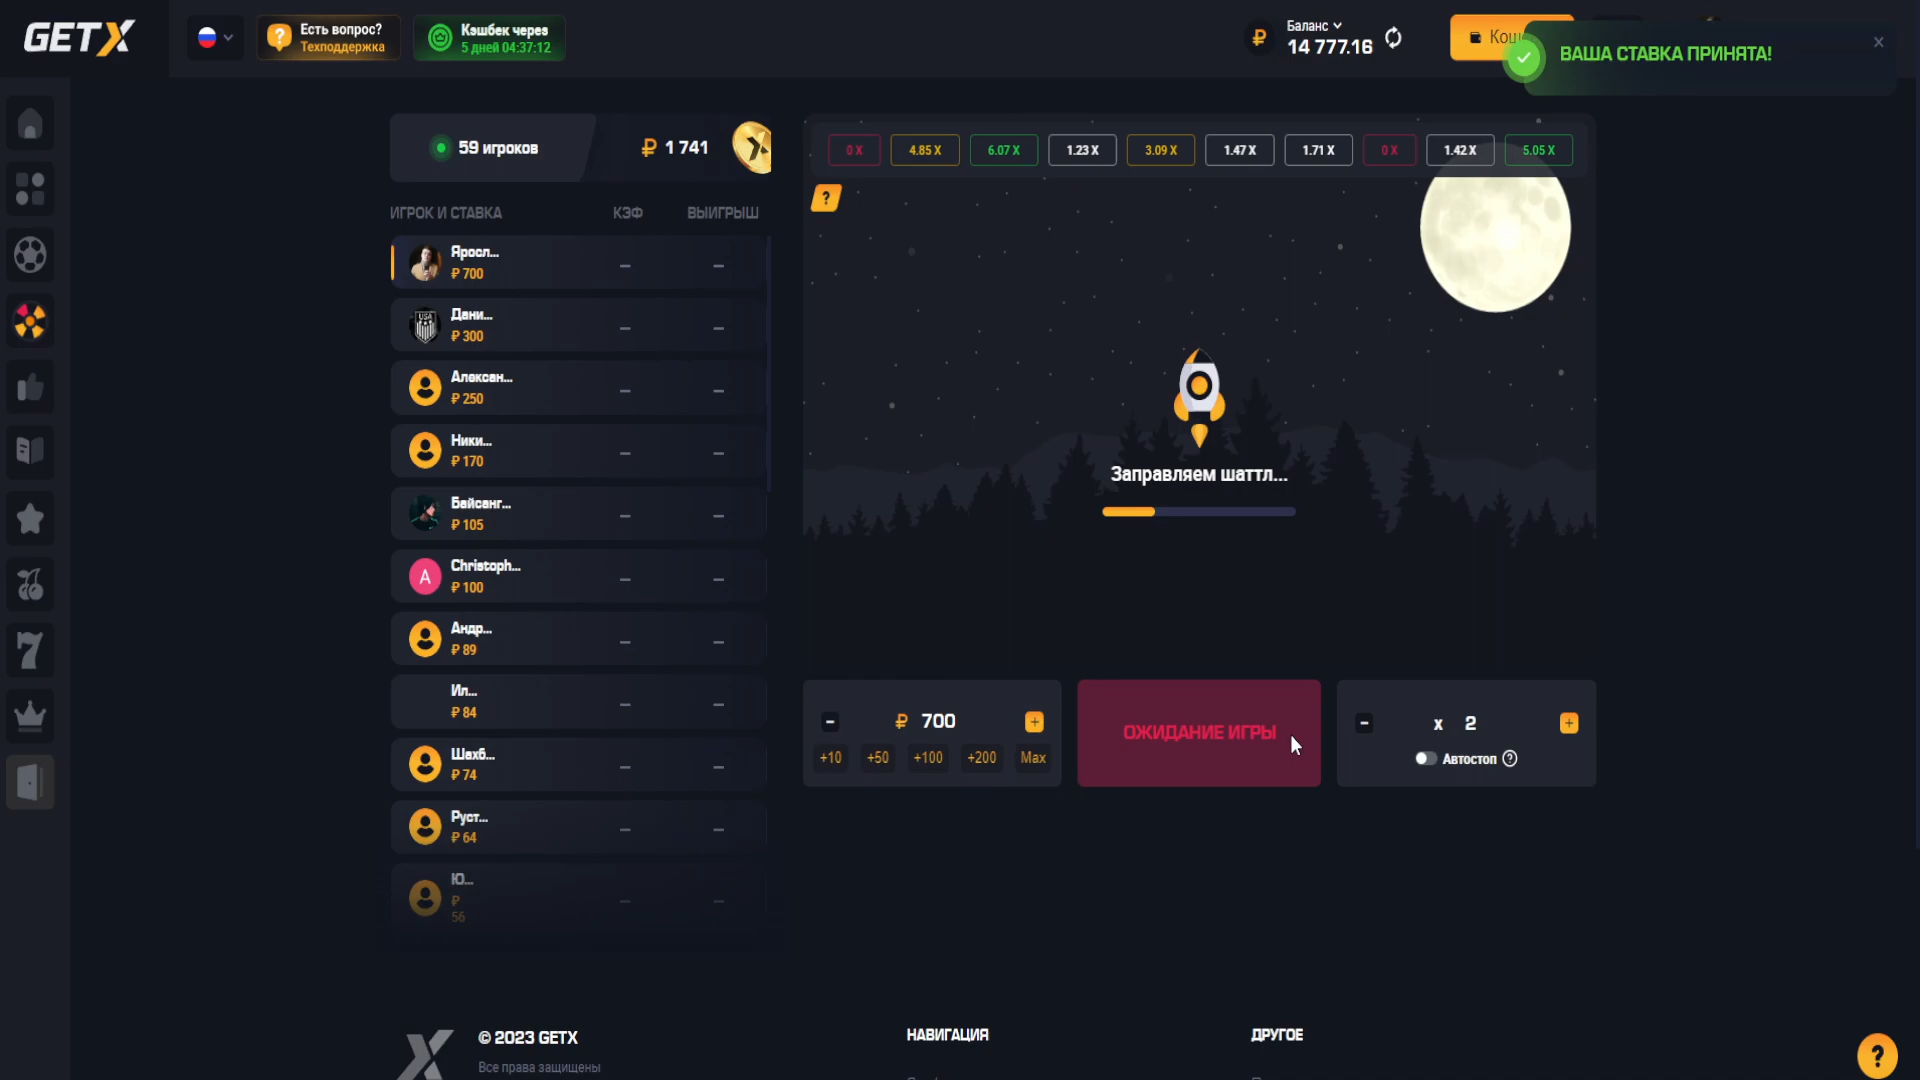 GETX
Есть вопрос?
Техподдержка
Кэшбек через
5 дней 04:37:12
Баланс
14 777.16
ВАША СТАВКА ПРИНЯТА!
59 игроков
₽ 1 741
ИГРОК И СТАВКА КЭФ ВЫИГРЫШ
Яросл...
₽ 700
Дани...
₽ 300
USA
Алексан...
₽ 250
Ники...
₽ 170
Байсанг...
₽ 105
A
Christoph...
₽ 100
Андр...
₽ 89
Ил...
₽ 84
Шахб...
₽ 74
Руст...
₽ 64
Ю...
₽
56
0 X 4.85 X 6.07 X 1.23 X 3.09 X 1.47 X 1.71 X 0 X 1.42 X 5.05 X
?
Заправляем шаттл...
- ₽ 700 +
+10 +50 +100 +200 Max
ОЖИДАНИЕ ИГРЫ
- x 2 +
Автостоп ?
© 2023 GETX
Все права защищены
НАВИГАЦИЯ
ДРУГОЕ
?